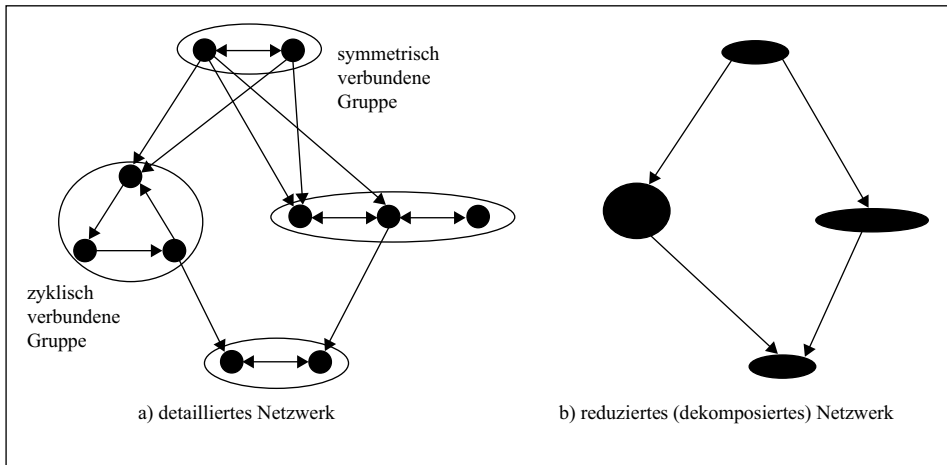 symmetrisch
verbundene
Gruppe
zyklisch
verbundene
Gruppe
a) detailliertes Netzwerk
b) reduziertes (dekomposiertes) Netzwerk